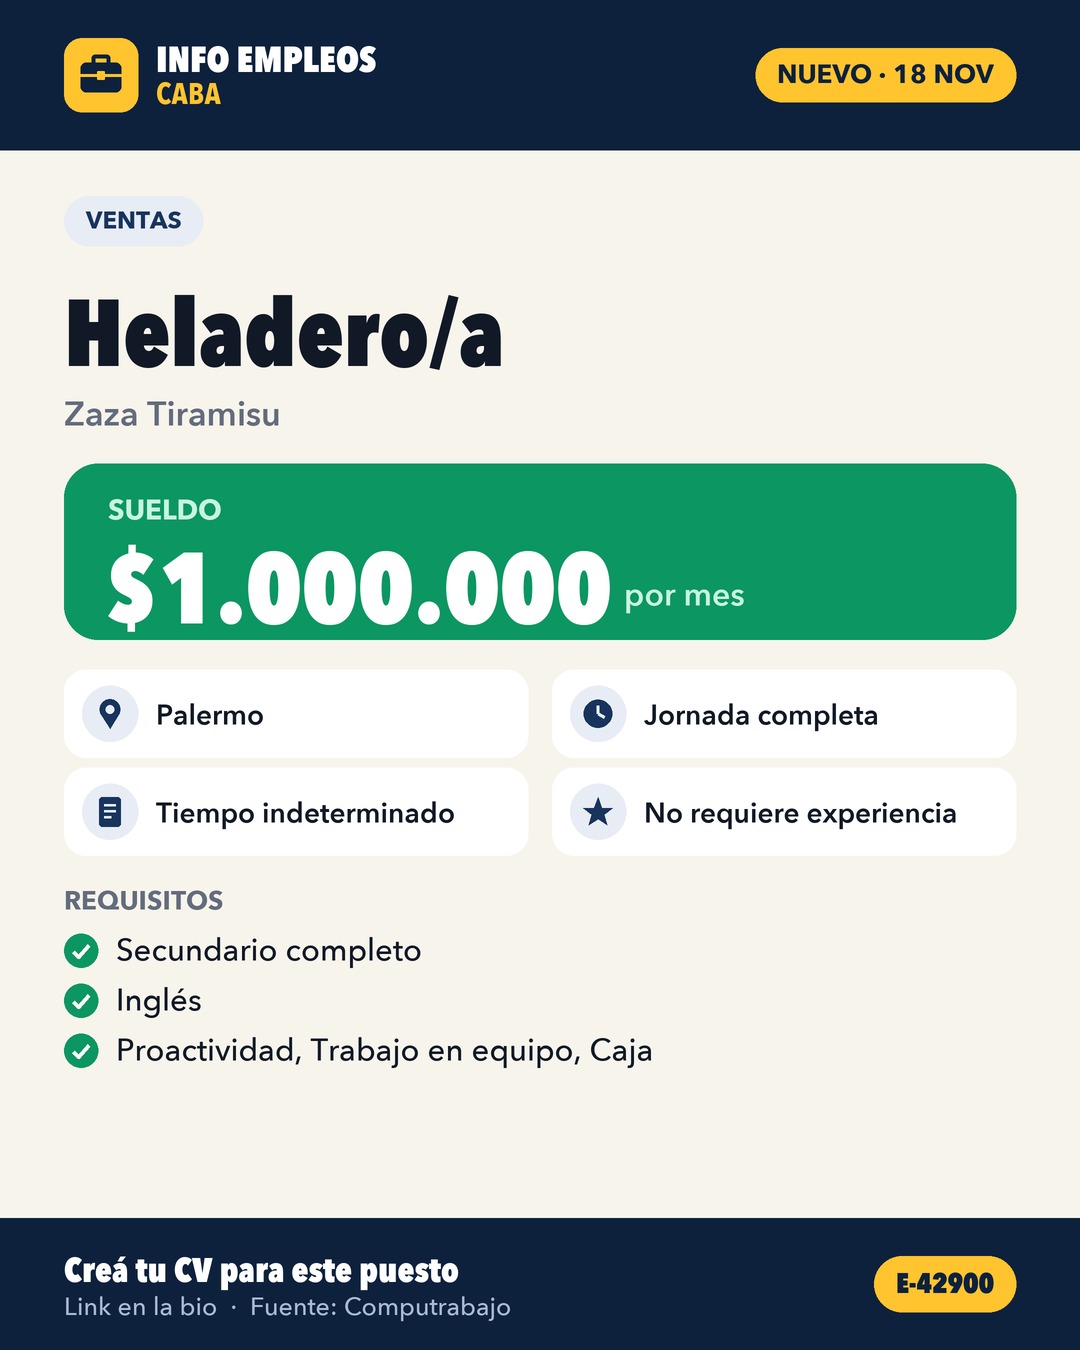 INFO EMPLEOS
CABA
NUEVO · 18 NOV
VENTAS
Heladero/a
Zaza Tiramisu
SUELDO
$1.000.000 por mes
Palermo
Jornada completa
Tiempo indeterminado
No requiere experiencia
REQUISITOS
Secundario completo
Inglés
Proactividad, Trabajo en equipo, Caja
Creá tu CV para este puesto
Link en la bio · Fuente: Computrabajo
E-42900